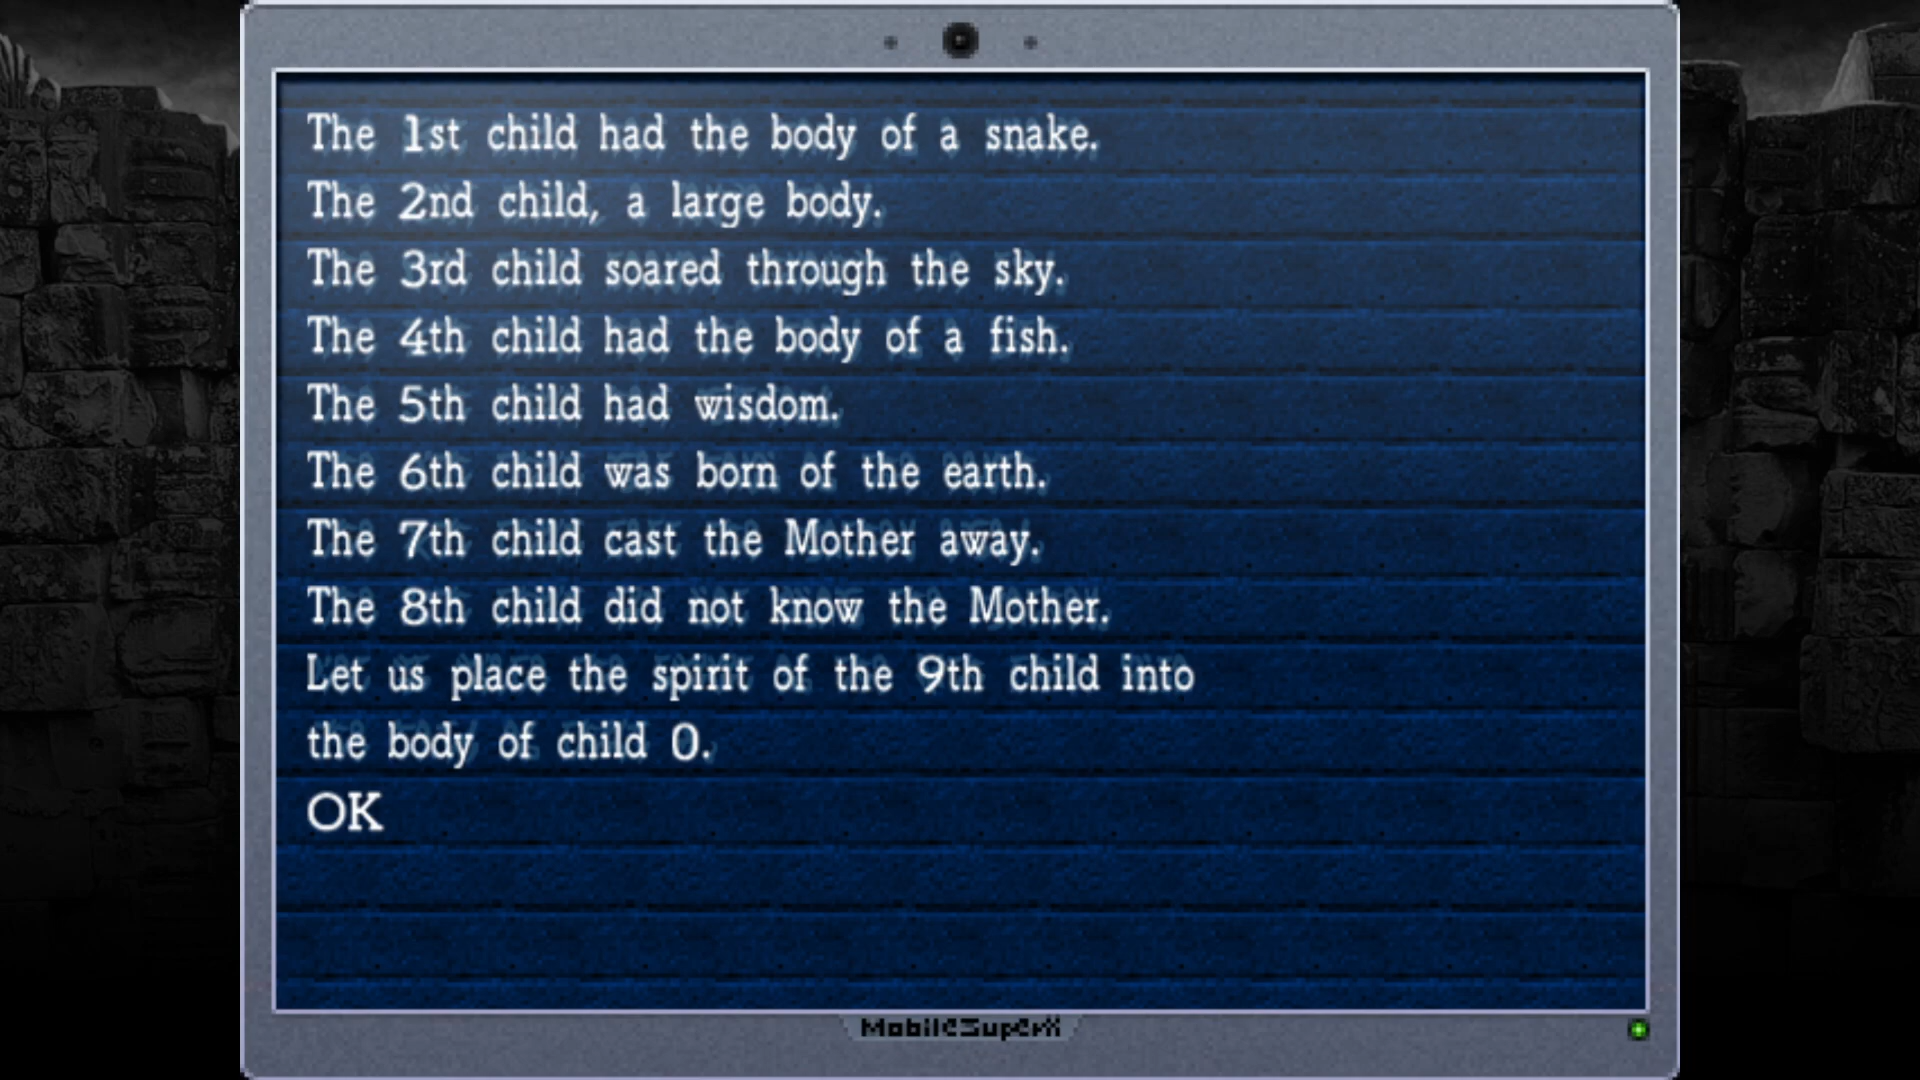 The 1st child had the body of a snake.
The 2nd child, a large body.
The 3rd child soared through the sky.
The 4th child had the body of a fish.
The 5th child had wisdom.
The 6th child was born of the earth.
The 7th child cast the Mother away.
The 8th child did not know the Mother.
Let us place the spirit of the 9th child into
the body of child 0.
OK
MobileSuperX